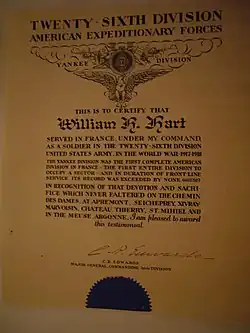 TWENTY-SIXTH DIVISION
AMERICAN EXPEDITIONARY FORCES
YANKEE DIVISION
THIS IS TO CERTIFY THAT
William H. Hart
SERVED IN FRANCE, UNDER MY COMMAND,
AS A SOLDIER IN THE TWENTY-SIXTH DIVISION
UNITED STATES ARMY, IN THE WORLD WAR 1917-1918
THE YANKEE DIVISION WAS THE FIRST COMPLETE AMERICAN
DIVISION IN FRANCE - THE FIRST ENTIRE DIVISION TO
OCCUPY A SECTOR - AND IN DURATION OF FRONT LINE
SERVICE ITS RECORD WAS EXCEEDED BY NONE
IN RECOGNITION OF THAT DEVOTION AND SACRI-
FICE WHICH NEVER FALTERED ON THE CHEMIN
DES DAMES, AT APREMONT, SEICHEPREY, XIVRAY-
MARVOISIN, CHATEAU THIERRY, ST. MIHIEL AND
IN THE MEUSE ARGONNE, I am pleased to award
this testimonial.
C. R. Edwards
C. R. EDWARDS
MAJOR GENERAL, COMMANDING 26TH DIVISION